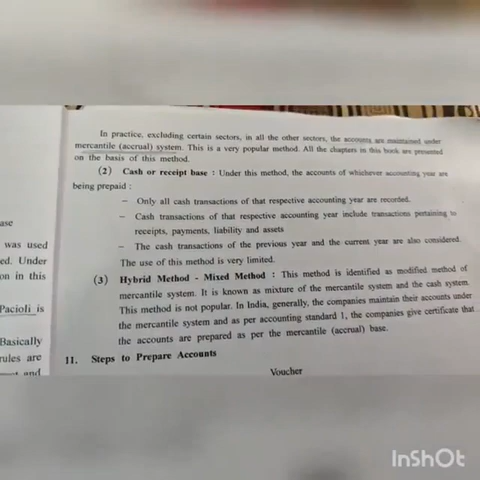 In practice, excluding certain sectors, in all the other sectors, the accounts are maintained under
mercantile (accrual) system. This is a very popular method. All the chapters in this book are presented
on the basis of this method.
(2) Cash or receipt base : Under this method, the accounts of whichever accounting year are
being prepaid :
– Only all cash transactions of that respective accounting year are recorded.
– Cash transactions of that respective accounting year include transactions pertaining to
receipts, payments, liability and assets
– The cash transactions of the previous year and the current year are also considered.
The use of this method is very limited.
(3) Hybrid Method - Mixed Method : This method is identified as modified method of
mercantile system. It is known as mixture of the mercantile system and the cash system.
This method is not popular. In India, generally, the companies maintain their accounts under
the mercantile system and as per accounting standard 1, the companies give certificate that
the accounts are prepared as per the mercantile (accrual) base.
11. Steps to Prepare Accounts
Voucher
ase
was used
ed. Under
on in this
Pacioli is
Basically
rules are
and
InShOt